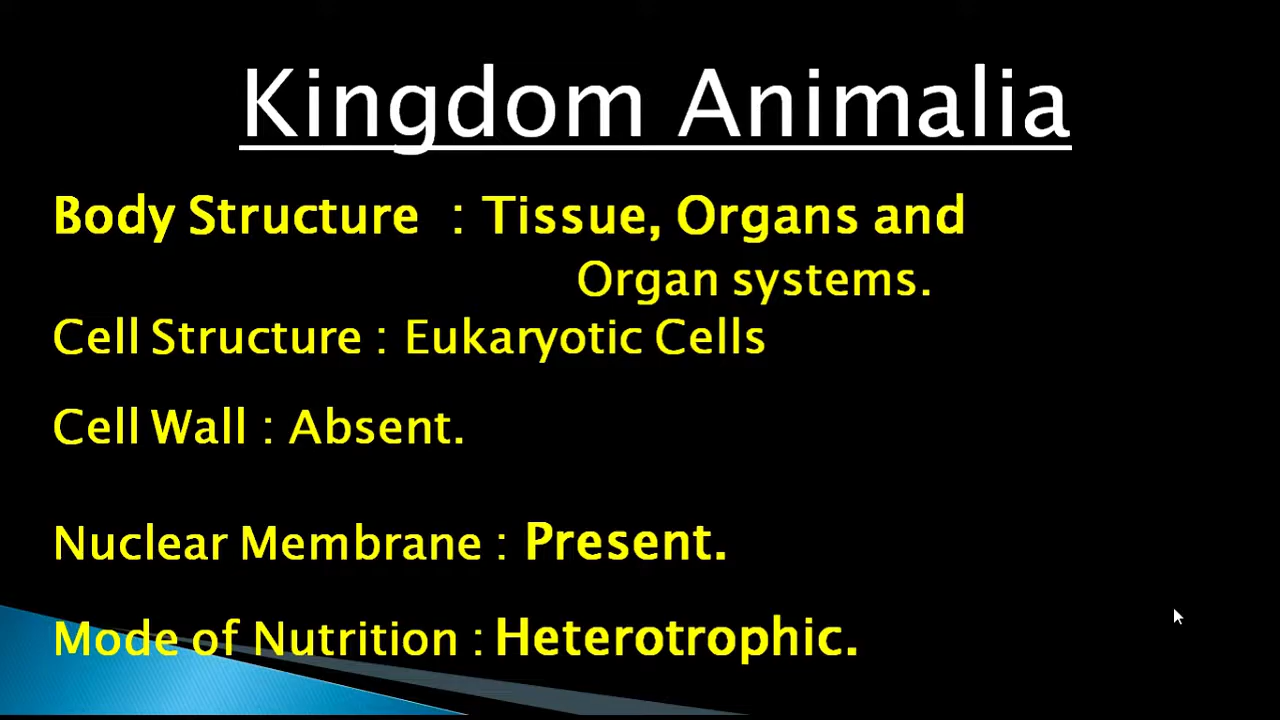 Kingdom Animalia
Body Structure : Tissue, Organs and
Organ systems.
Cell Structure : Eukaryotic Cells
Cell Wall : Absent.
Nuclear Membrane : Present.
Mode of Nutrition : Heterotrophic.